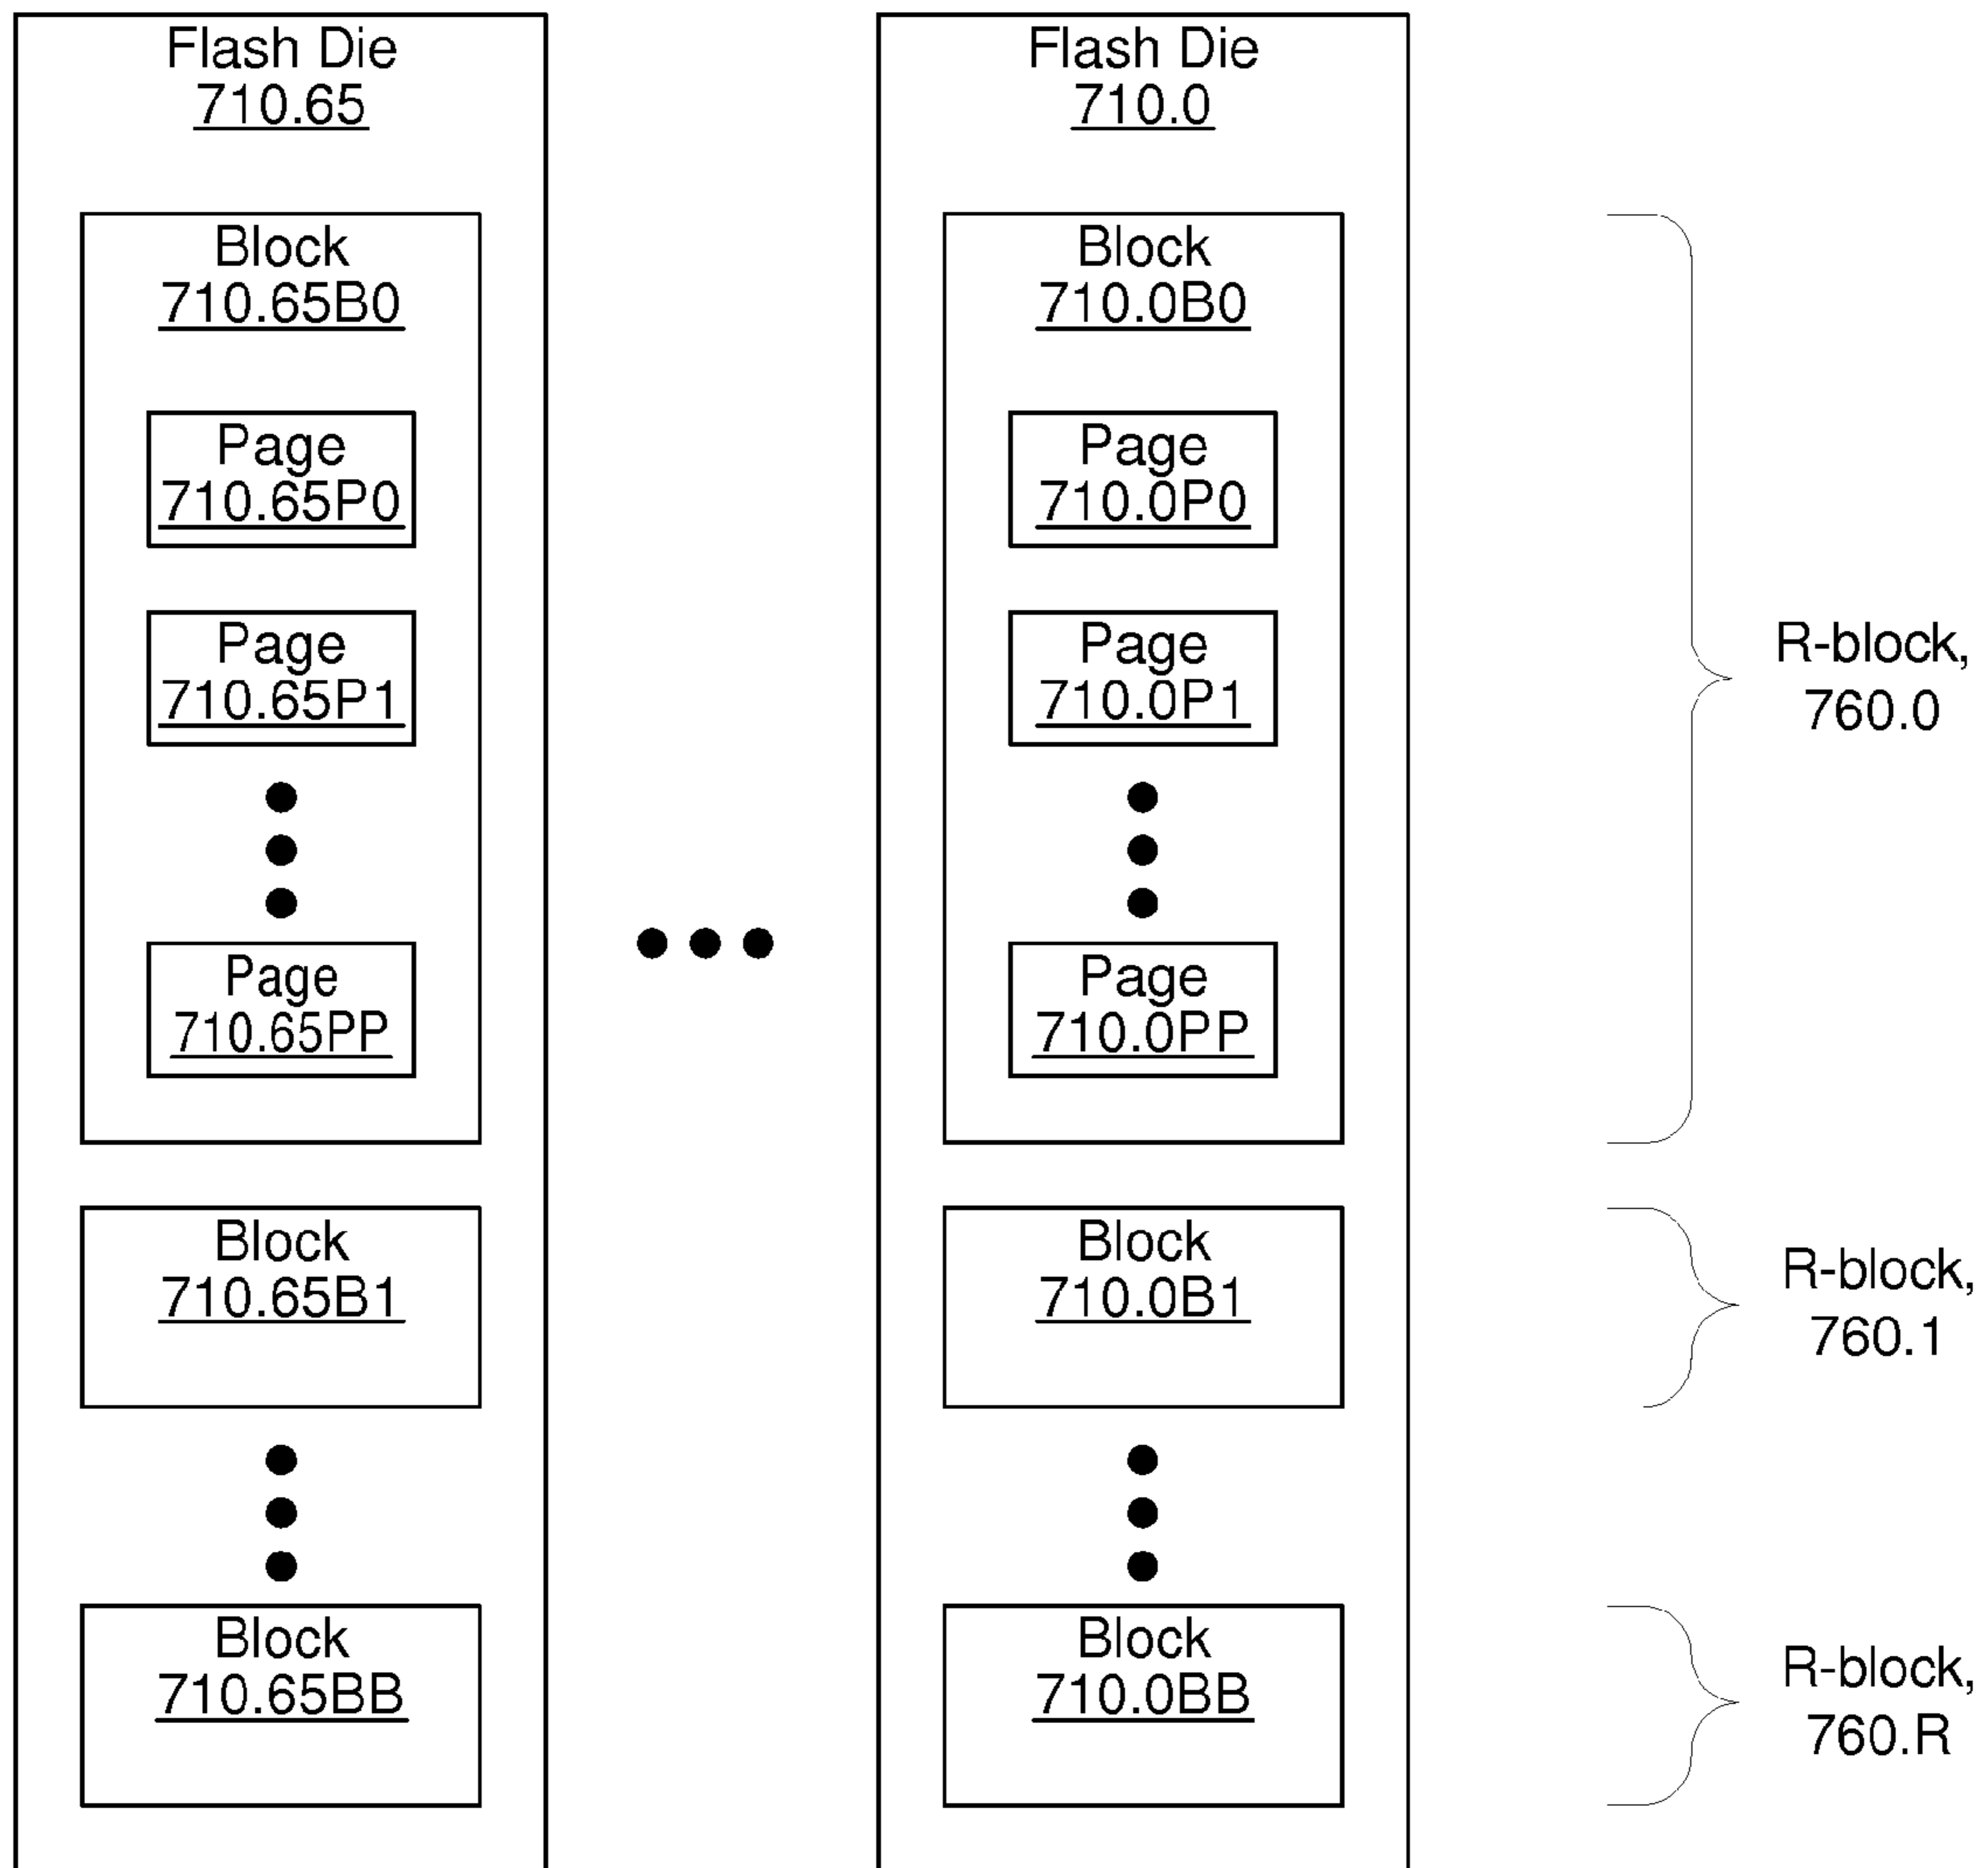 Flash Die
710.65
Block
710.65B0
Page
710.65P0
Page
710.65P1
Page
710.65PP
Block
710.65B1
Block
710.65BB
Flash Die
710.0
Block
710.0B0
Page
710.0P0
Page
710.0P1
Page
710.0PP
Block
710.0B1
Block
710.0BB
R-block,
760.0
R-block,
760.1
R-block,
760.R